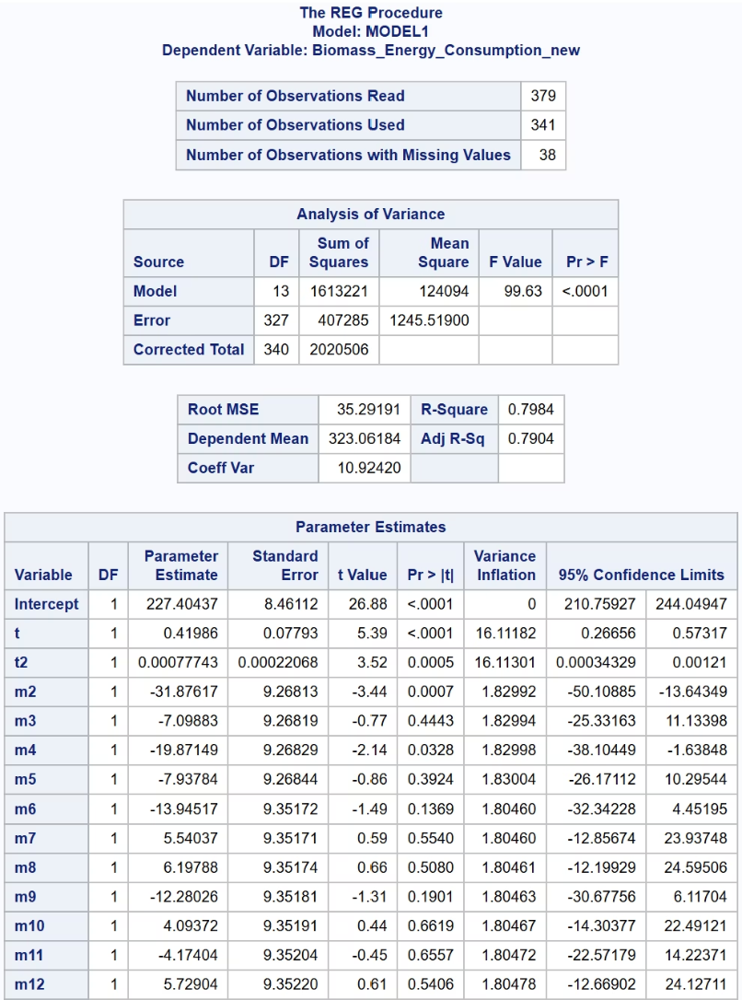 The REG Procedure
Model: MODEL1
Dependent Variable: Biomass_Energy_Consumption_new
Number of Observations Read 379
Number of Observations Used 341
Number of Observations with Missing Values 38
Analysis of Variance
Source DF Sum of Squares Mean Square F Value Pr > F
Model 13 1613221 124094 99.63 <.0001
Error 327 407285 1245.51900
Corrected Total 340 2020506
Root MSE 35.29191 R-Square 0.7984
Dependent Mean 323.06184 Adj R-Sq 0.7904
Coeff Var 10.92420
Parameter Estimates
Variable DF Parameter Estimate Standard Error t Value Pr > |t| Variance Inflation 95% Confidence Limits
Intercept 1 227.40437 8.46112 26.88 <.0001 0 210.75927 244.04947
t 1 0.41986 0.07793 5.39 <.0001 16.11182 0.26656 0.57317
t2 1 0.00077743 0.00022068 3.52 0.0005 16.11301 0.00034329 0.00121
m2 1 -31.87617 9.26813 -3.44 0.0007 1.82992 -50.10885 -13.64349
m3 1 -7.09883 9.26819 -0.77 0.4443 1.82994 -25.33163 11.13398
m4 1 -19.87149 9.26829 -2.14 0.0328 1.82998 -38.10449 -1.63848
m5 1 -7.93784 9.26844 -0.86 0.3924 1.83004 -26.17112 10.29544
m6 1 -13.94517 9.35172 -1.49 0.1369 1.80460 -32.34228 4.45195
m7 1 5.54037 9.35171 0.59 0.5540 1.80460 -12.85674 23.93748
m8 1 6.19788 9.35174 0.66 0.5080 1.80461 -12.19929 24.59506
m9 1 -12.28026 9.35181 -1.31 0.1901 1.80463 -30.67756 6.11704
m10 1 4.09372 9.35191 0.44 0.6619 1.80467 -14.30377 22.49121
m11 1 -4.17404 9.35204 -0.45 0.6557 1.80472 -22.57179 14.22371
m12 1 5.72904 9.35220 0.61 0.5406 1.80478 -12.66902 24.12711